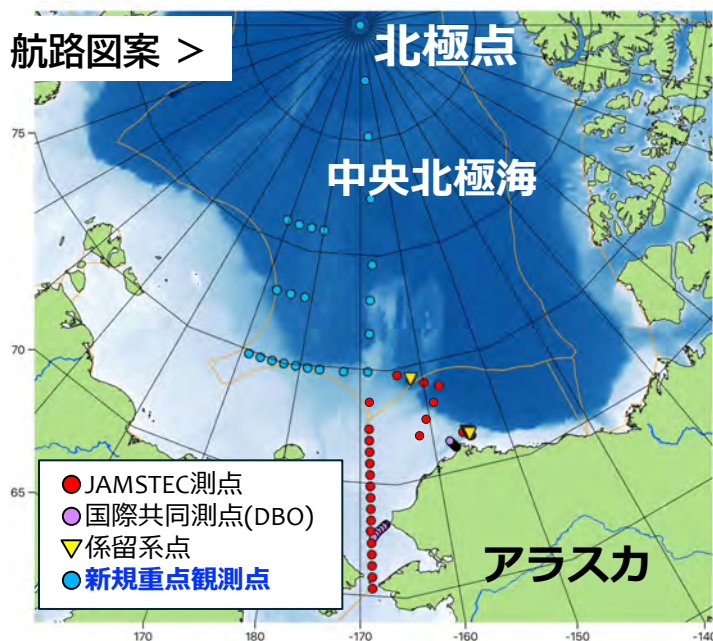 航路図案 ＞
北極点
中央北極海
75
70
65
JAMSTEC測点
国際共同測点(DBO)
係留系点
新規重点観測点
アラスカ
170
180
-170
-160
-150
-140